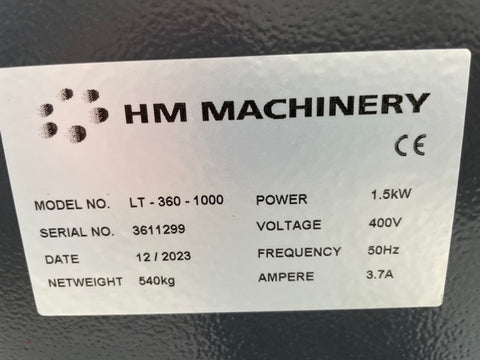 HM MACHINERY
CE
MODEL NO. LT - 360 - 1000 POWER 1.5kW
SERIAL NO. 3611299 VOLTAGE 400V
DATE 12 / 2023 FREQUENCY 50Hz
NETWEIGHT 540kg AMPERE 3.7A